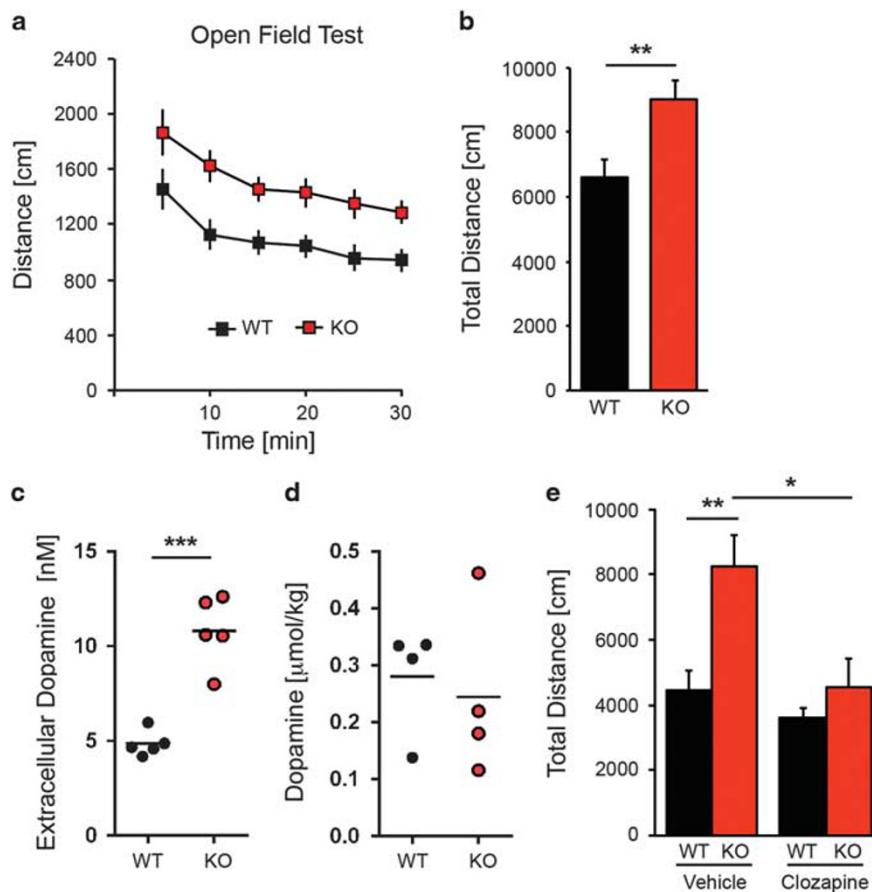 a
Open Field Test
2400
2000
1600
1200
800
400
0
Distance [cm]
WT KO
10 20 30
Time [min]
b
**
10000
8000
6000
4000
2000
0
Total Distance [cm]
WT KO
c
***
15
10
5
0
Extracellular Dopamine [nM]
WT KO
d
0.5
0.4
0.3
0.2
0.1
0.0
Dopamine [µmol/kg]
WT KO
e
** *
10000
8000
6000
4000
2000
0
Total Distance [cm]
WT KO WT KO
Vehicle Clozapine